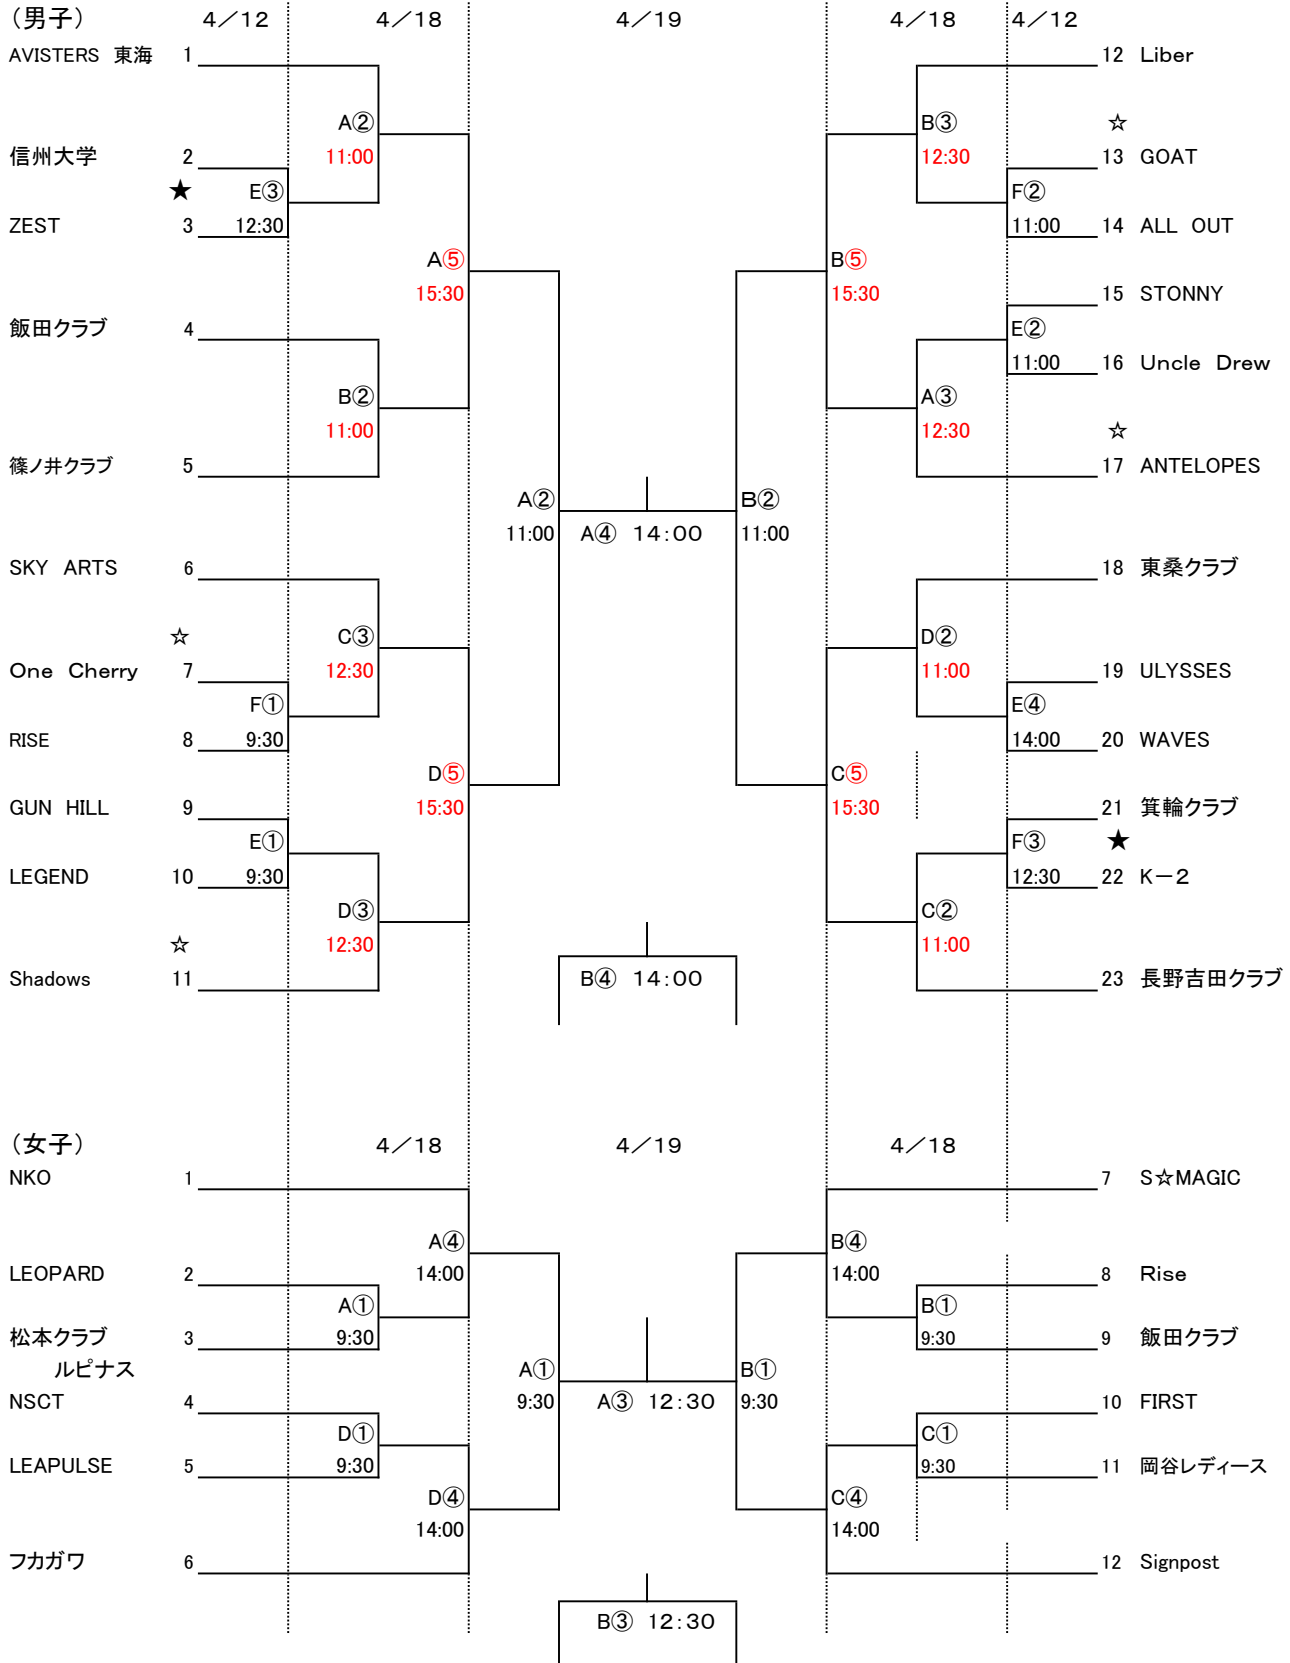 （男子） 4／12 4／18 4／19 4／18 4／12
AVISTERS 東海 1 12 Liber
A② B③ ☆
信州大学 2 11:00 12:30 13 GOAT
★ E③ F②
ZEST 3 12:30 11:00 14 ALL OUT
A⑤ B⑤
15:30 15:30 15 STONNY
飯田クラブ 4 E②
11:00 16 Uncle Drew
B② A③
11:00 12:30 ☆
篠ノ井クラブ 5 17 ANTELOPES
A② B②
11:00 A④ 14:00 11:00
SKY ARTS 6 18 東桑クラブ
☆ C③ D②
One Cherry 7 12:30 11:00 19 ULYSSES
F① E④
RISE 8 9:30 14:00 20 WAVES
D⑤ C⑤
GUN HILL 9 15:30 15:30 21 箕輪クラブ
E① F③ ★
LEGEND 10 9:30 12:30 22 K－2
D③ C②
☆ 12:30 11:00
Shadows 11 B④ 14:00 23 長野吉田クラブ
（女子） 4／18 4／19 4／18
NKO 1 7 S☆MAGIC
A④ B④
LEOPARD 2 14:00 14:00 8 Rise
A① B①
松本クラブ 3 9:30 9:30 9 飯田クラブ
ルピナス A① B①
NSCT 4 9:30 A③ 12:30 9:30 10 FIRST
D① C①
LEAPULSE 5 9:30 9:30 11 岡谷レディース
D④ C④
14:00 14:00
フカガワ 6 12 Signpost
B③ 12:30